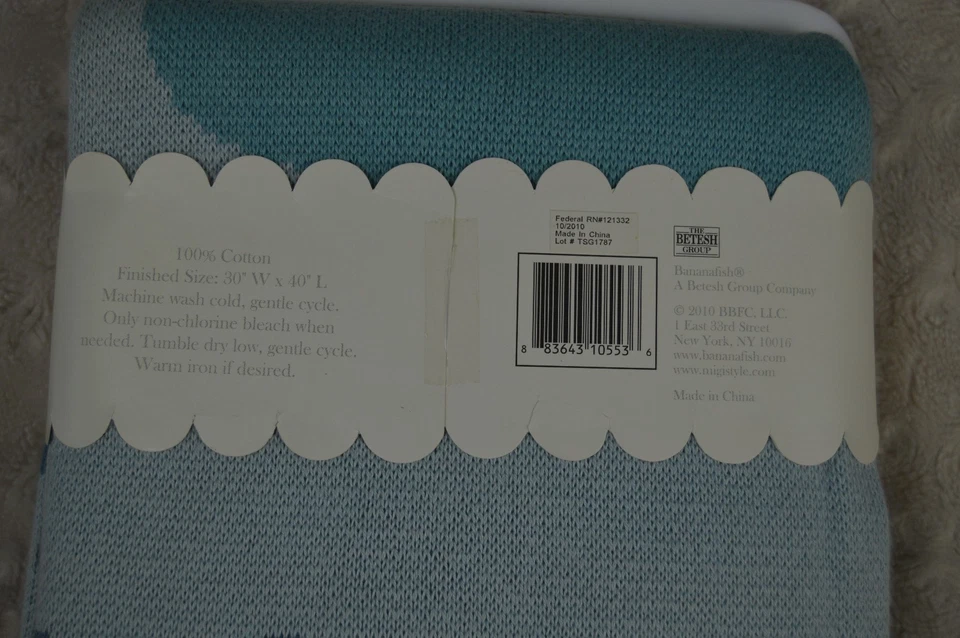 100% Cotton
Finished Size: 30" W x 40" L
Machine wash cold, gentle cycle.
Only non-chlorine bleach when
needed. Tumble dry low, gentle cycle.
Warm iron if desired.
Federal RN#121332
10/2010
Made In China
Lot # TSG1787
8 83643 10553 6
THE
BETESH
GROUP
Bananafish®
A Betesh Group Company
© 2010 BBFC, LLC.
1 East 33rd Street
New York, NY 10016
www.bananafish.com
www.migistyle.com
Made in China